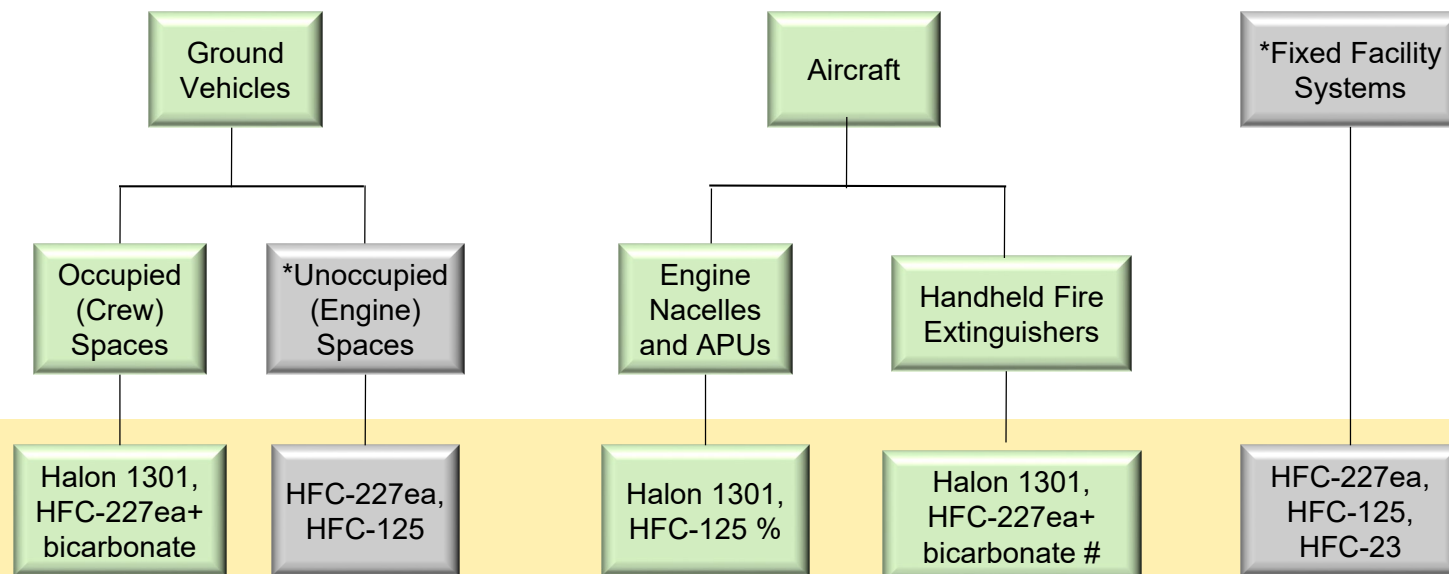 Ground
Vehicles
Aircraft
*Fixed Facility
Systems
Occupied
(Crew)
Spaces
*Unoccupied
(Engine)
Spaces
Engine
Nacelles
and APUs
Handheld Fire
Extinguishers
Halon 1301,
HFC-227ea+
bicarbonate
HFC-227ea,
HFC-125
Halon 1301,
HFC-125 %
Halon 1301,
HFC-227ea+
bicarbonate #
HFC-227ea,
HFC-125,
HFC-23